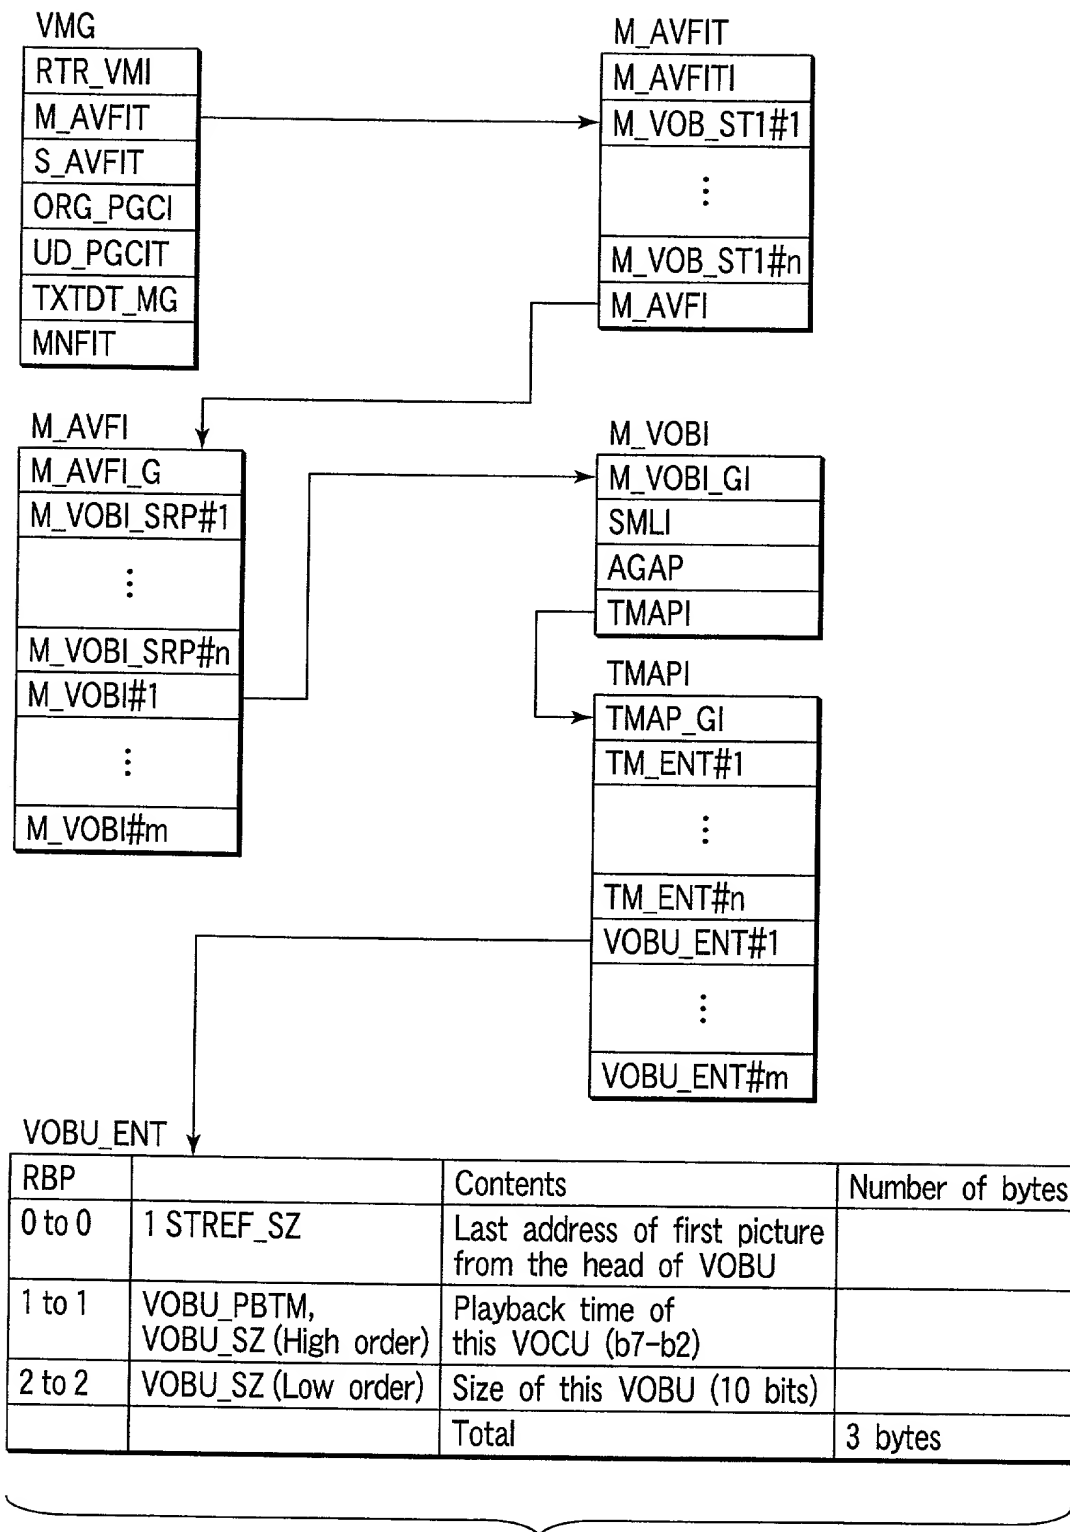 VMG
RTR_VMI
M_AVFIT
S_AVFIT
ORG_PGCI
UD_PGCIT
TXTDT_MG
MNFIT
M_AVFIT
M_AVFITI
M_VOB_ST1#1
⋮
M_VOB_ST1#n
M_AVFI
M_AVFI
M_AVFI_G
M_VOBI_SRP#1
⋮
M_VOBI_SRP#n
M_VOBI#1
⋮
M_VOBI#m
M_VOBI
M_VOBI_GI
SMLI
AGAP
TMAPI
TMAPI
TMAP_GI
TM_ENT#1
⋮
TM_ENT#n
VOBU_ENT#1
⋮
VOBU_ENT#m
VOBU_ENT
RBP Contents Number of bytes
0 to 0 1 STREF_SZ Last address of first picture
from the head of VOBU
1 to 1 VOBU_PBTM, Playback time of
VOBU_SZ (High order) this VOCU (b7-b2)
2 to 2 VOBU_SZ (Low order) Size of this VOBU (10 bits)
Total 3 bytes